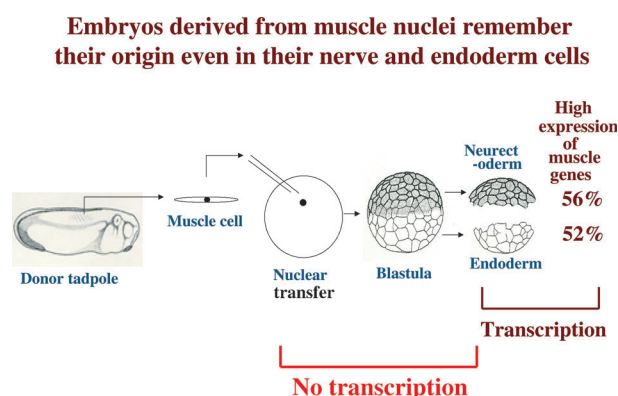 Embryos derived from muscle nuclei remember
their origin even in their nerve and endoderm cells
High
expression
of
muscle
genes
Neurect
-oderm
56%
Muscle cell
52%
Donor tadpole
Nuclear
transfer
Blastula
Endoderm
Transcription
No transcription